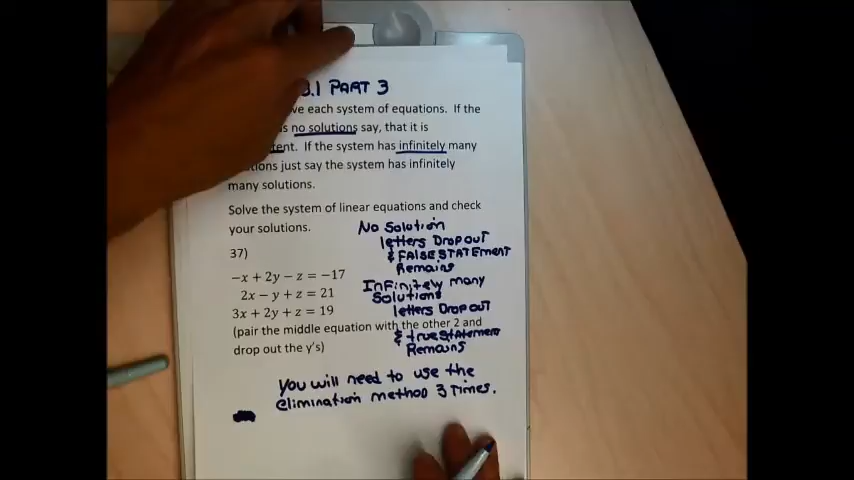 3.1 PART 3
ve each system of equations. If the
s no solutions say, that it is
tent. If the system has infinitely many
tions just say the system has infinitely
many solutions.
Solve the system of linear equations and check
your solutions.
37)
−x + 2y − z = −17
2x − y + z = 21
3x + 2y + z = 19
(pair the middle equation with the other 2 and
drop out the y's)
No Solution
letters Drop out
& FALSE STATEMENT
Remains
Infinitely many
Solutions
letters Drop out
& true statement
Remains
You will need to use the
elimination method 3 times.